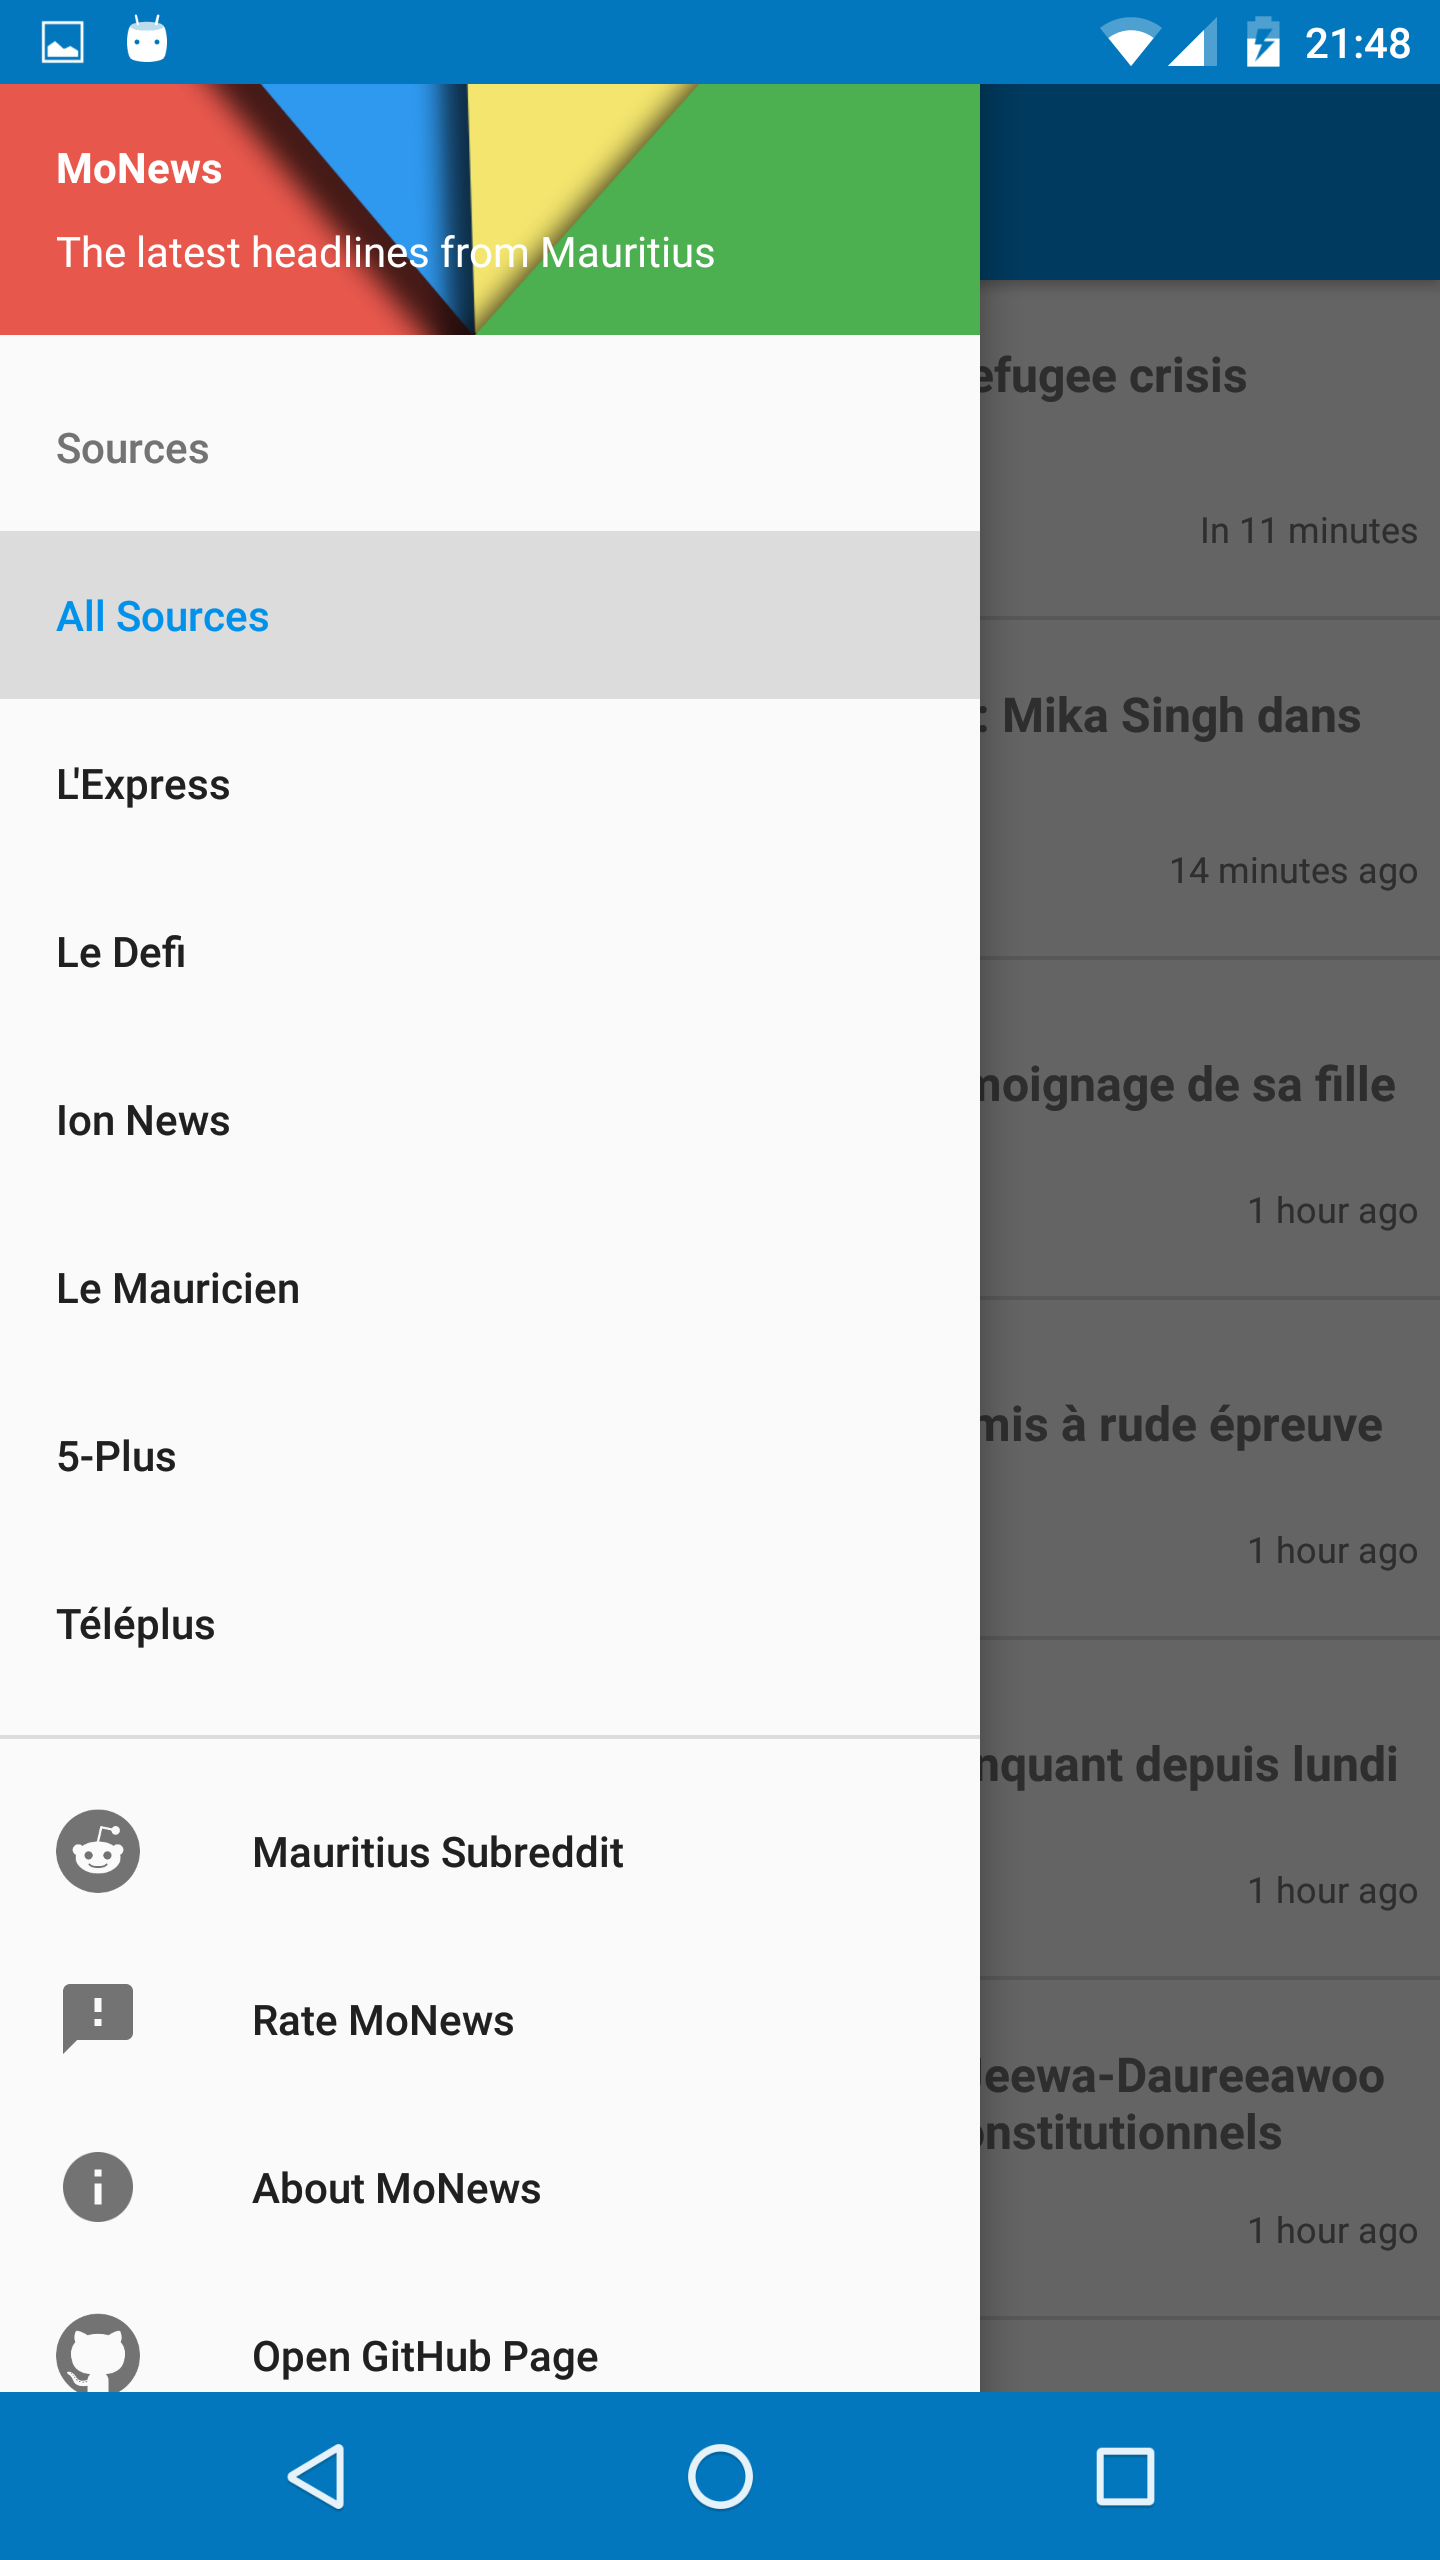 21:48
MoNews
The latest headlines from Mauritius
Sources
All Sources
L'Express
Le Defi
Ion News
Le Mauricien
5-Plus
Téléplus
Mauritius Subreddit
Rate MoNews
About MoNews
Open GitHub Page
efugee crisis
In 11 minutes
: Mika Singh dans
14 minutes ago
moignage de sa fille
1 hour ago
mis à rude épreuve
1 hour ago
nquant depuis lundi
1 hour ago
eewa-Daureeawoo
onstitutionnels
1 hour ago